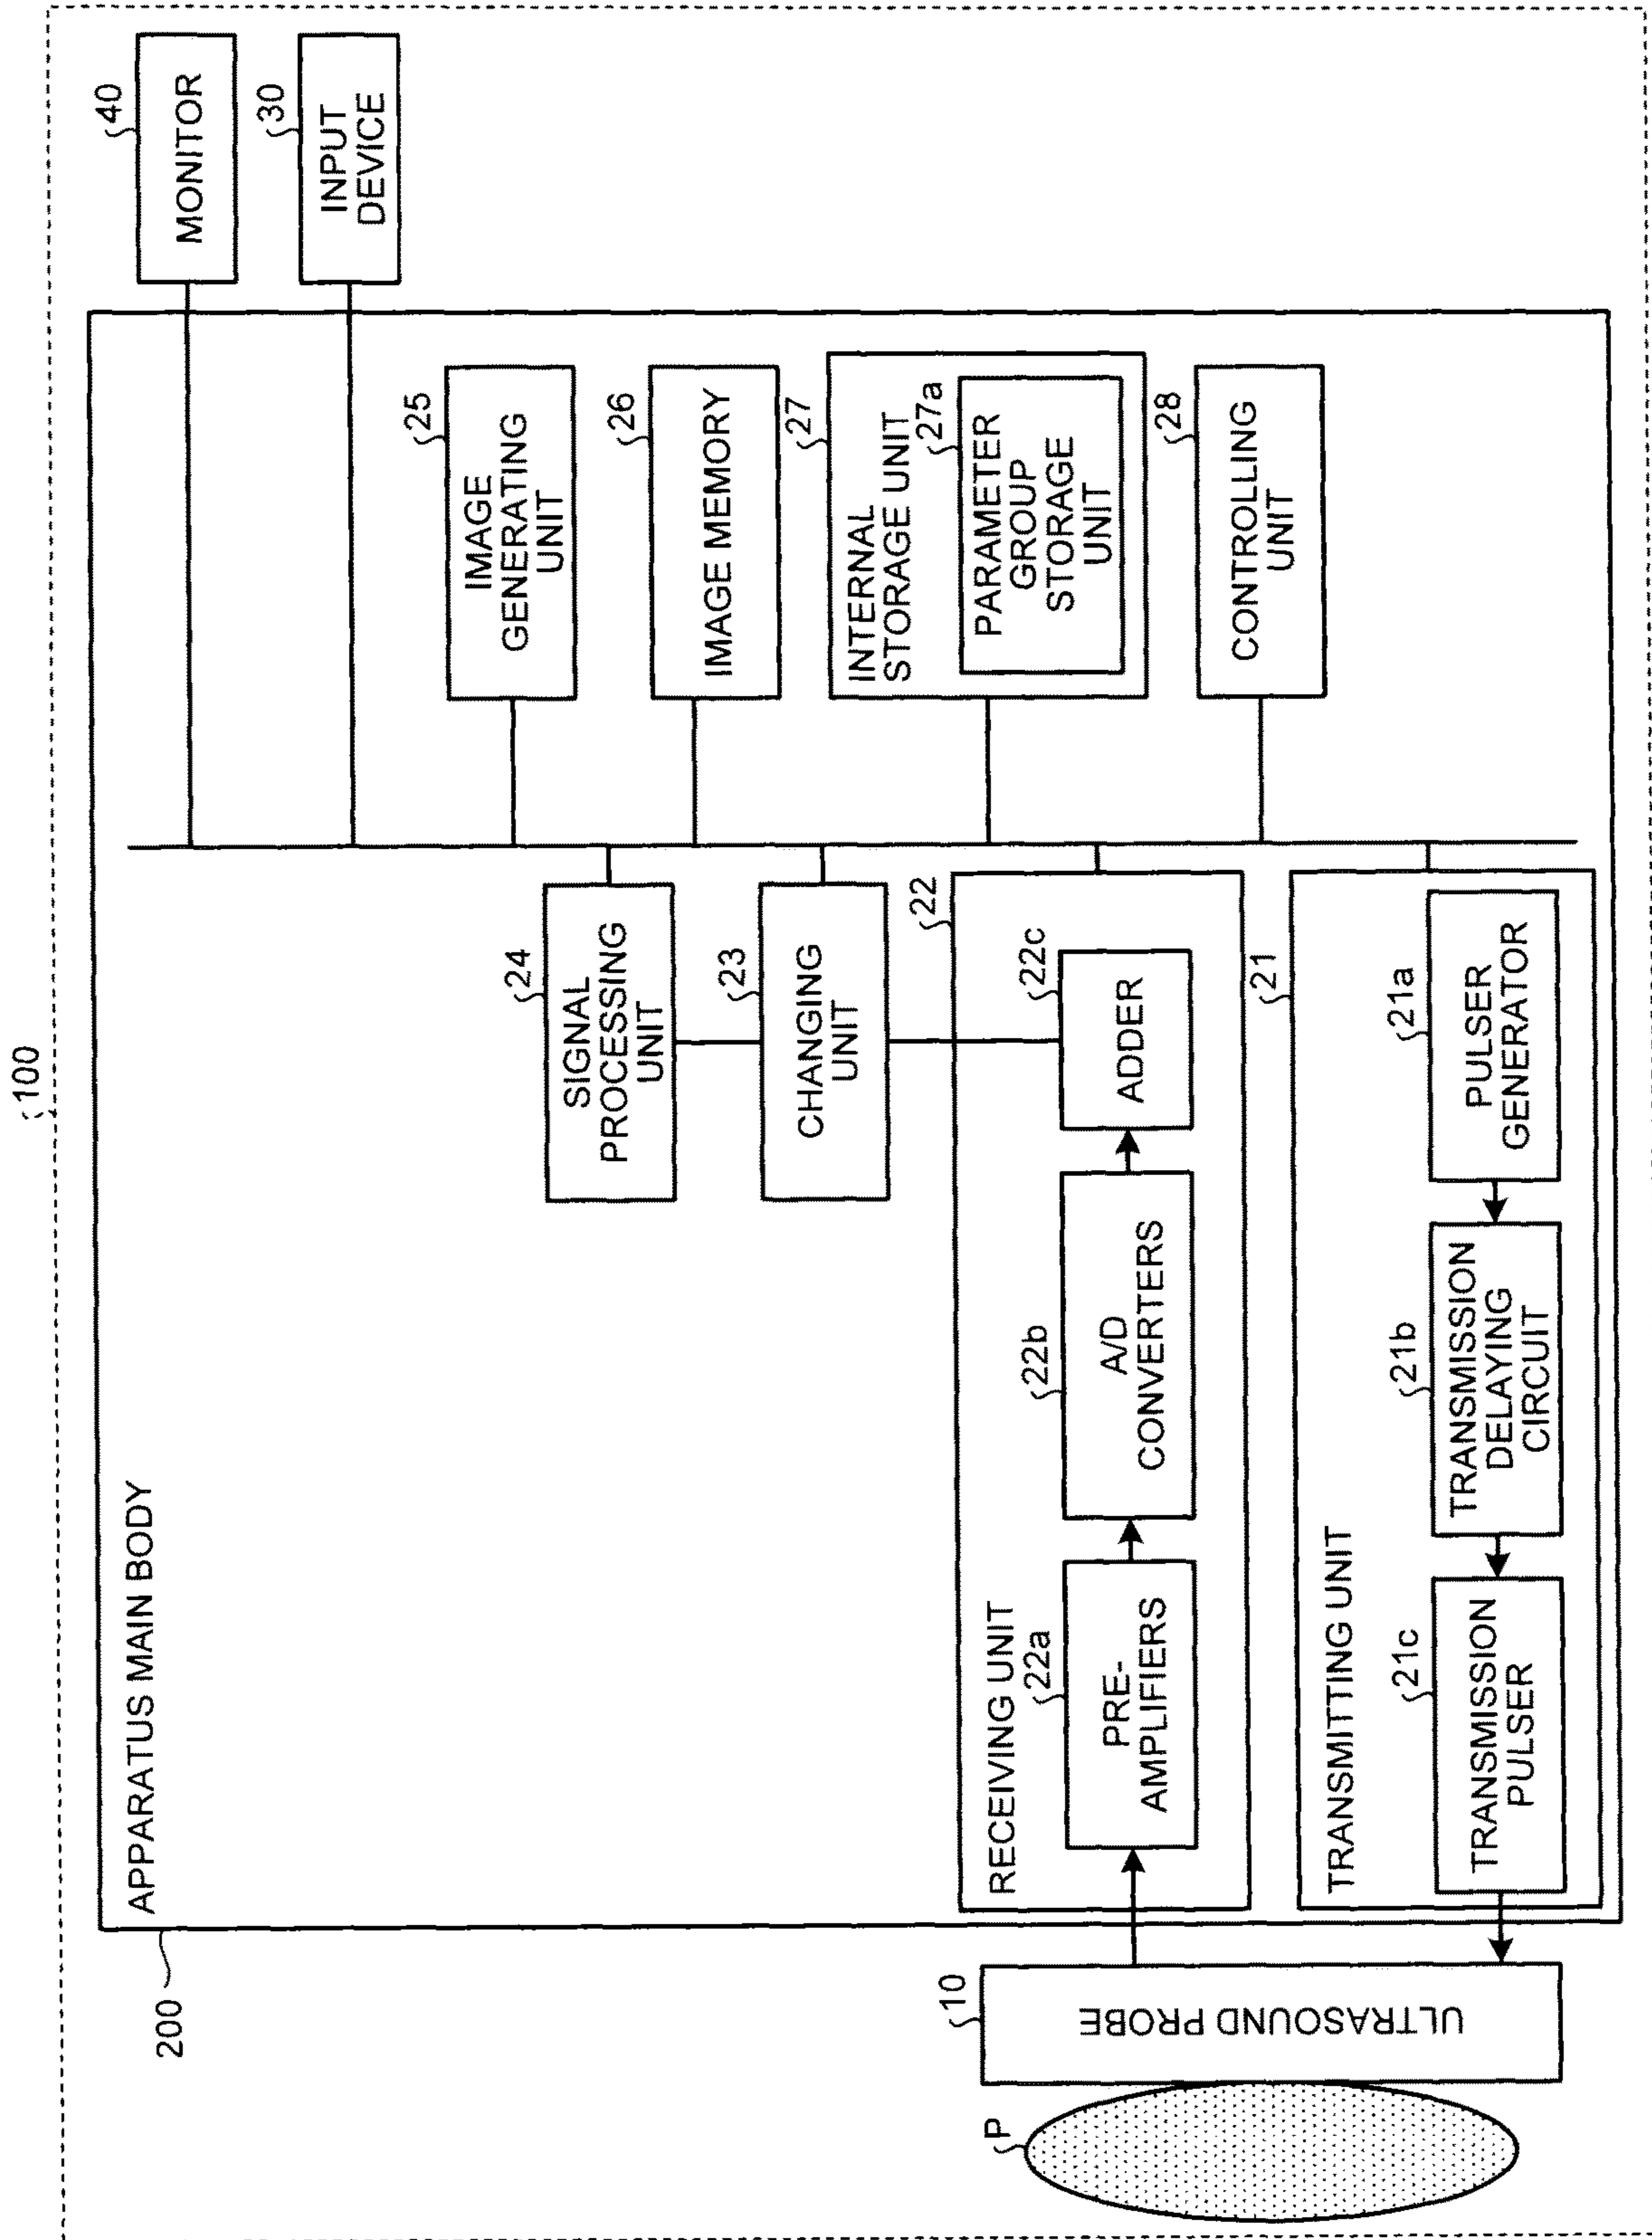 100
200
APPARATUS MAIN BODY
40
MONITOR
30
INPUT
DEVICE
24
SIGNAL
PROCESSING
UNIT
25
IMAGE
GENERATING
UNIT
23
CHANGING
UNIT
26
IMAGE MEMORY
27
INTERNAL
STORAGE UNIT
27a
PARAMETER
GROUP
STORAGE
UNIT
28
CONTROLLING
UNIT
P
10
ULTRASOUND PROBE
RECEIVING UNIT
22
22a
PRE-
AMPLIFIERS
22b
A/D
CONVERTERS
22c
ADDER
TRANSMITTING UNIT
21
21c
TRANSMISSION
PULSER
21b
TRANSMISSION
DELAYING
CIRCUIT
21a
PULSER
GENERATOR